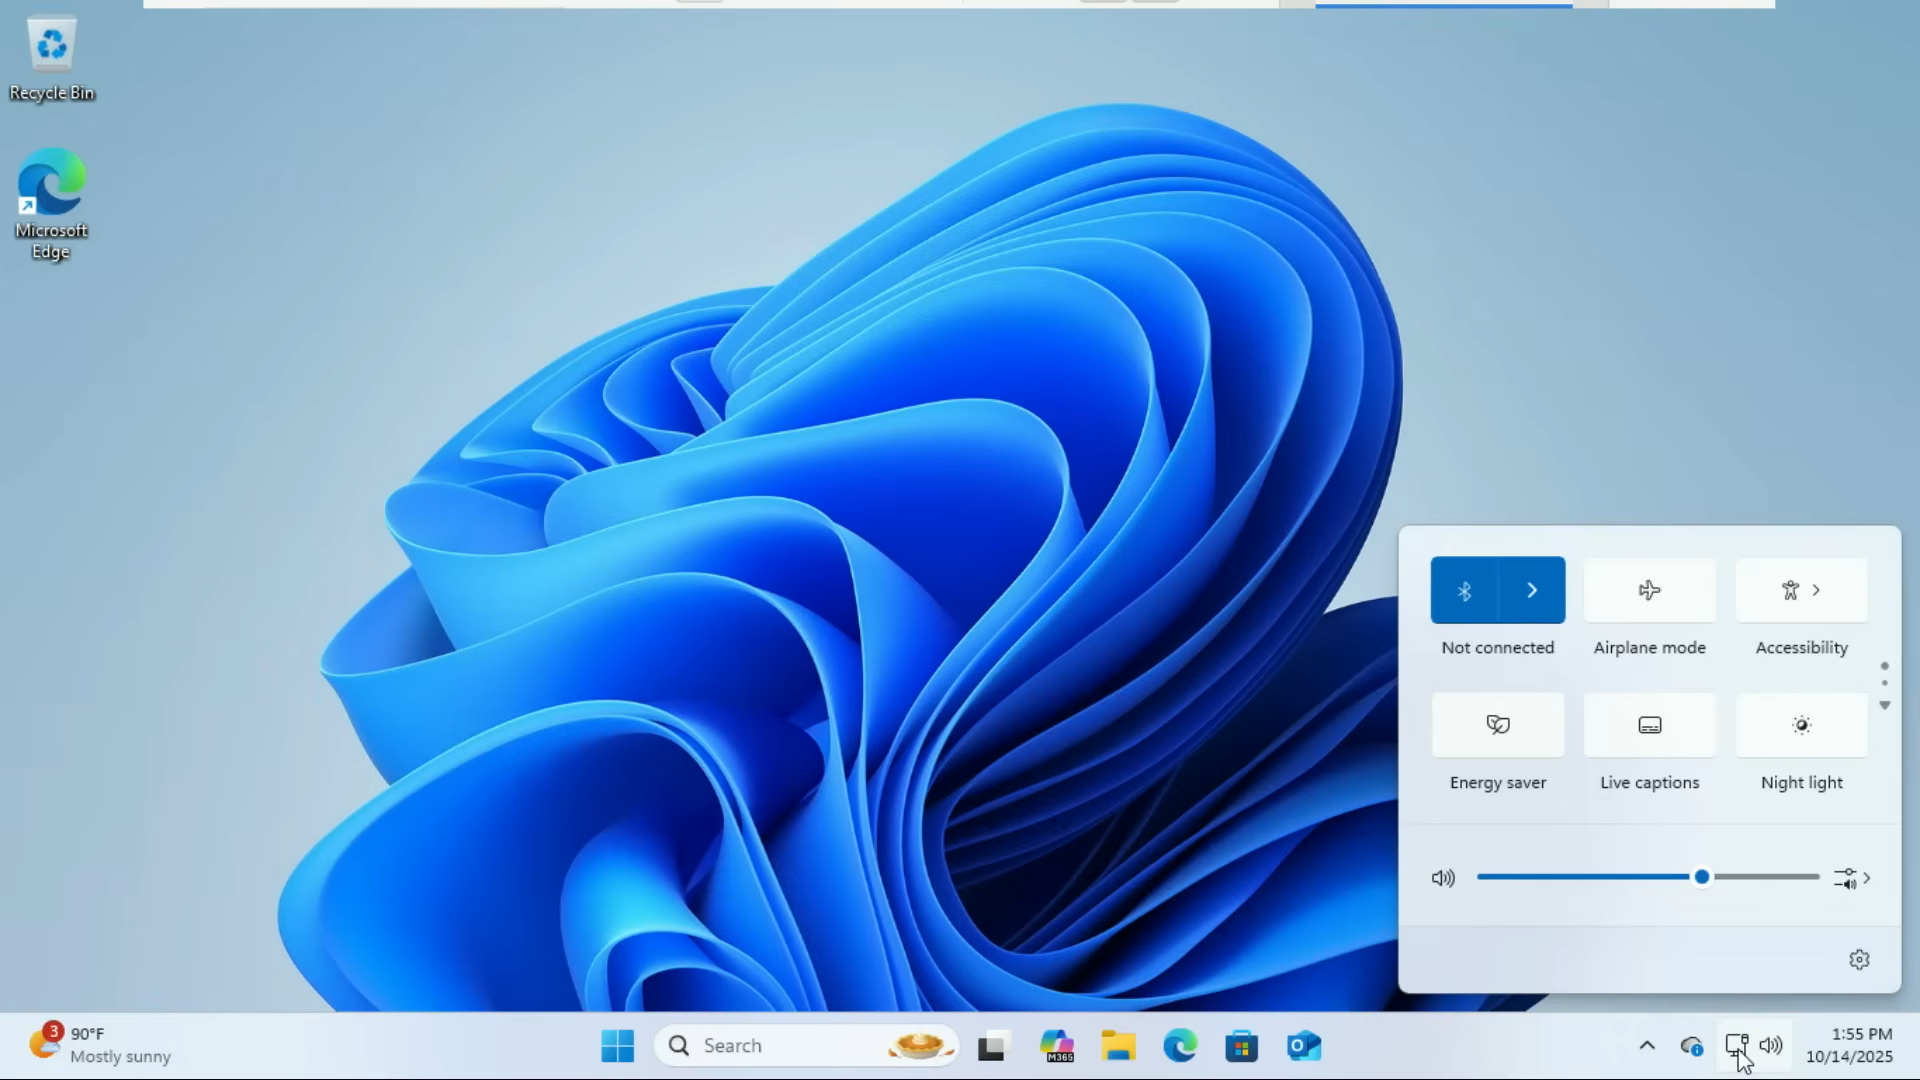 Recycle Bin
Microsoft
Edge
Not connected
Airplane mode
Accessibility
Energy saver
Live captions
Night light
3
90°F
Mostly sunny
Search
M365
1:55 PM
10/14/2025